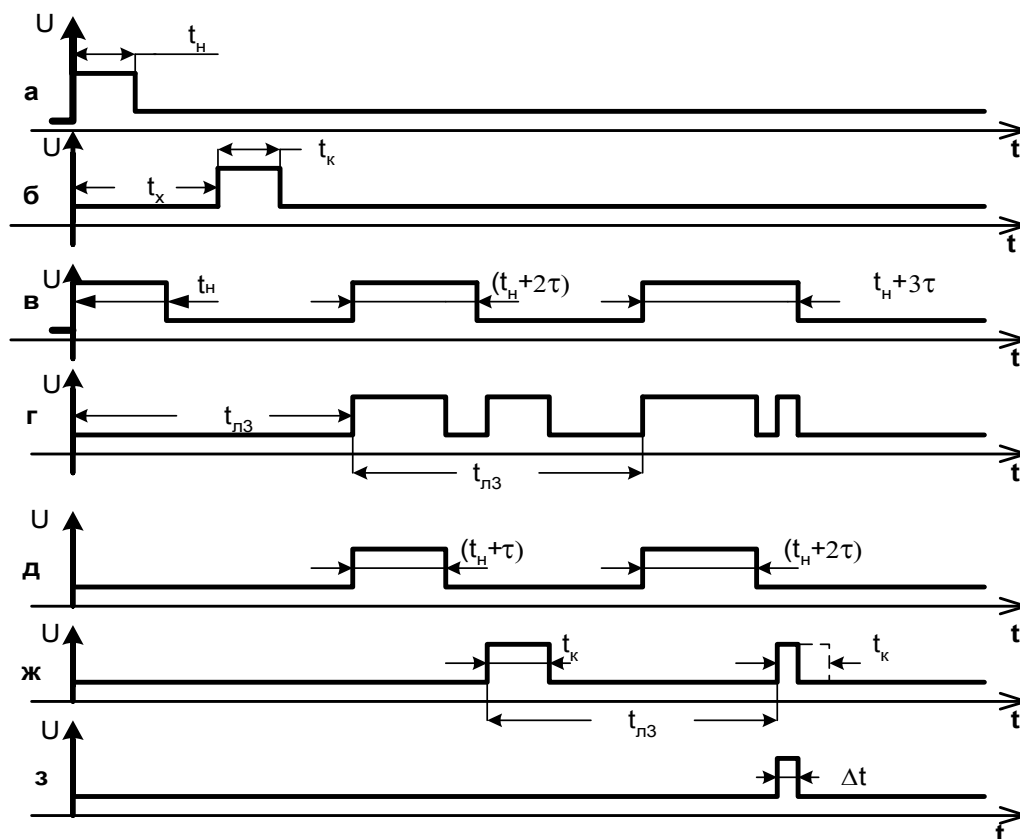 U
tн
а
t
U
tк
tх
б
t
U
tн
(tн+2τ)
tн+3τ
в
t
U
г
tлз
t
tлз
U
(tн+τ)
(tн+2τ)
д
t
U
tк
tк
ж
t
tлз
U
з
Δt
t